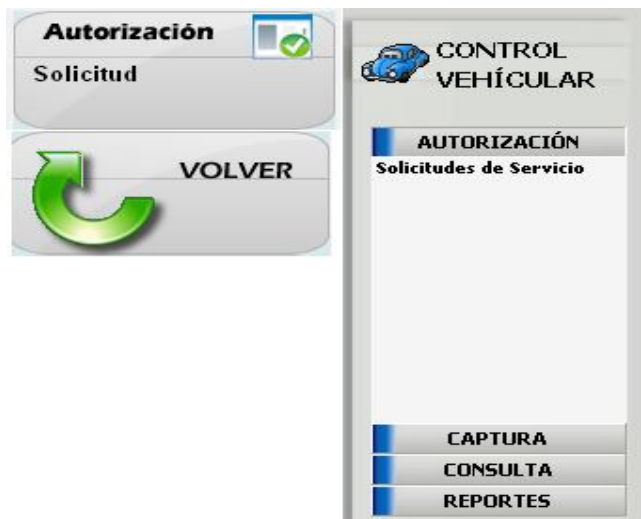 Autorización
Solicitud
VOLVER
CONTROL
VEHÍCULAR
AUTORIZACIÓN
Solicitudes de Servicio
CAPTURA
CONSULTA
REPORTES